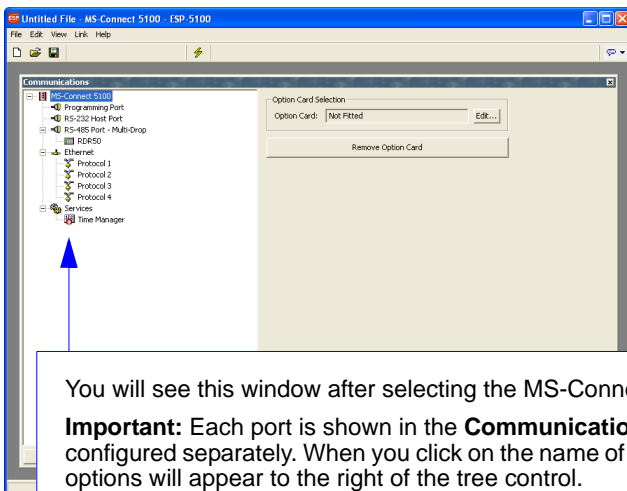 Untitled File - MS-Connect 5100 - ESP-5100
File Edit View Link Help
Communications
MS-Connect 5100
Programming Port
RS-232 Host Port
RS-485 Port - Multi-Drop
RDR50
Ethernet
Protocol 1
Protocol 2
Protocol 3
Protocol 4
Services
Time Manager
Option Card Selection
Option Card: Not Fitted Edit...
Remove Option Card
You will see this window after selecting the MS-Conne
Important: Each port is shown in the Communicatio
configured separately. When you click on the name of
options will appear to the right of the tree control.